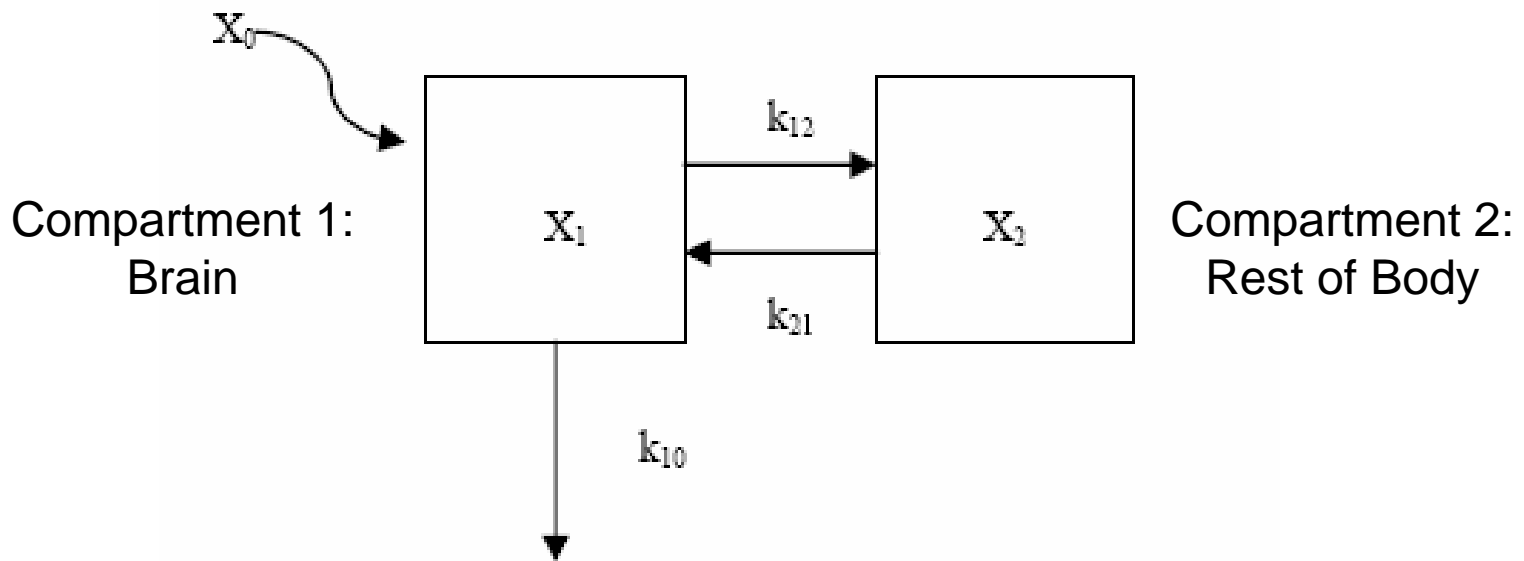 X₀
k₁₂
Compartment 1:
Brain
X₁
X₂
Compartment 2:
Rest of Body
k₂₁
k₁₀